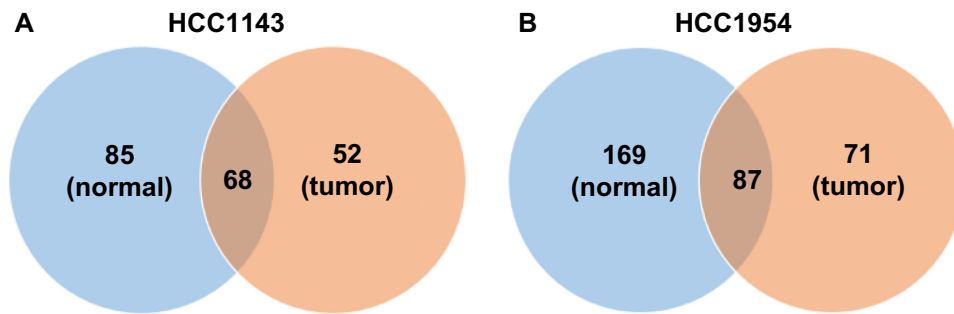 A HCC1143
85
(normal)
68
52
(tumor)
B HCC1954
169
(normal)
87
71
(tumor)